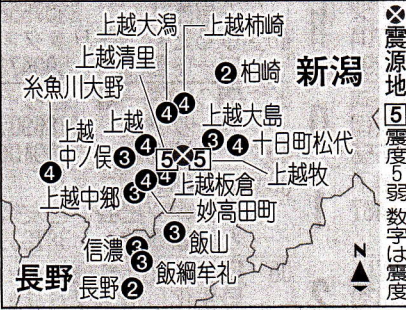 ⊗震源地 5 震度5弱 数字は震度
上越大潟
上越柿崎
上越清里
❷柏崎
新潟
糸魚川大野
❹❹
上越大島
上越中ノ俣
上越
❹
❸❹十日町松代
❸
5⊗5
❹
上越牧
上越中郷❸❹❹
上越板倉
妙高田町
❸飯山
信濃❸
❸飯綱牟礼
長野
長野❷
N